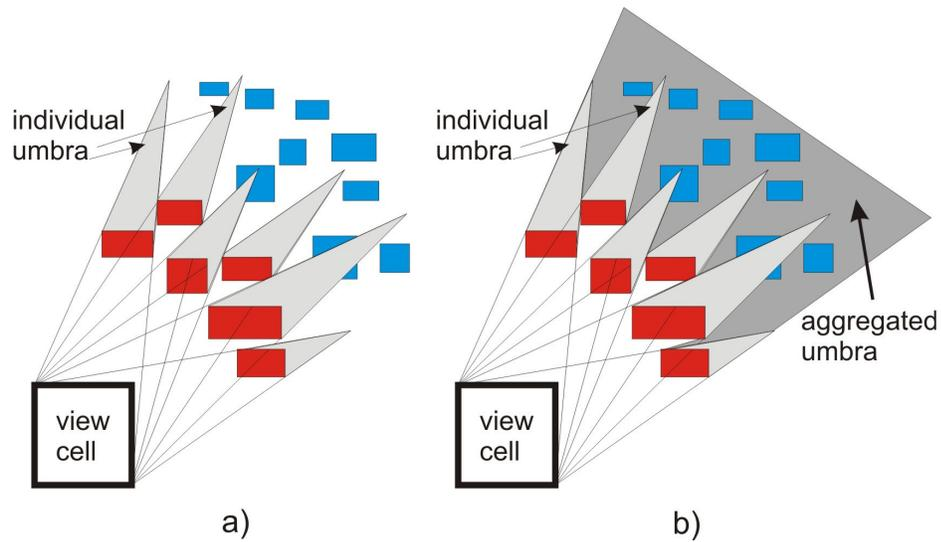 individual
umbra
view
cell
a)
individual
umbra
aggregated
umbra
view
cell
b)